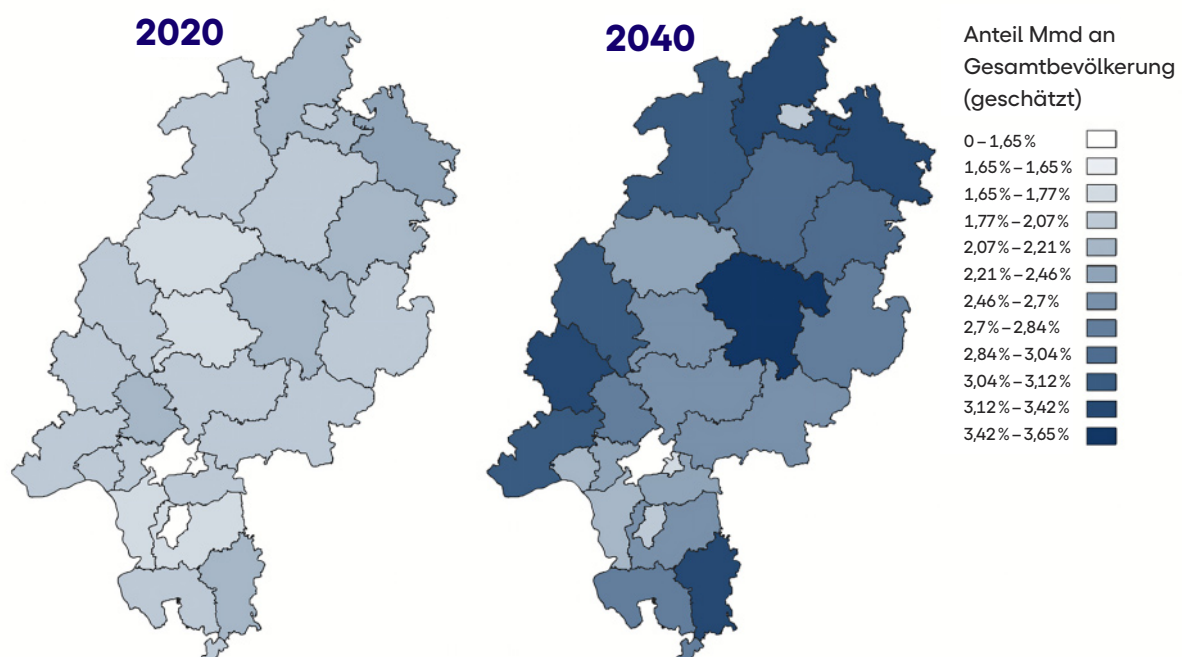 2020
2040
Anteil Mmd an
Gesamtbevölkerung
(geschätzt)
0 – 1,65 %
1,65 % – 1,65 %
1,65 % – 1,77 %
1,77 % – 2,07 %
2,07 % – 2,21 %
2,21 % – 2,46 %
2,46 % – 2,7 %
2,7 % – 2,84 %
2,84 % – 3,04 %
3,04 % – 3,12 %
3,12 % – 3,42 %
3,42 % – 3,65 %